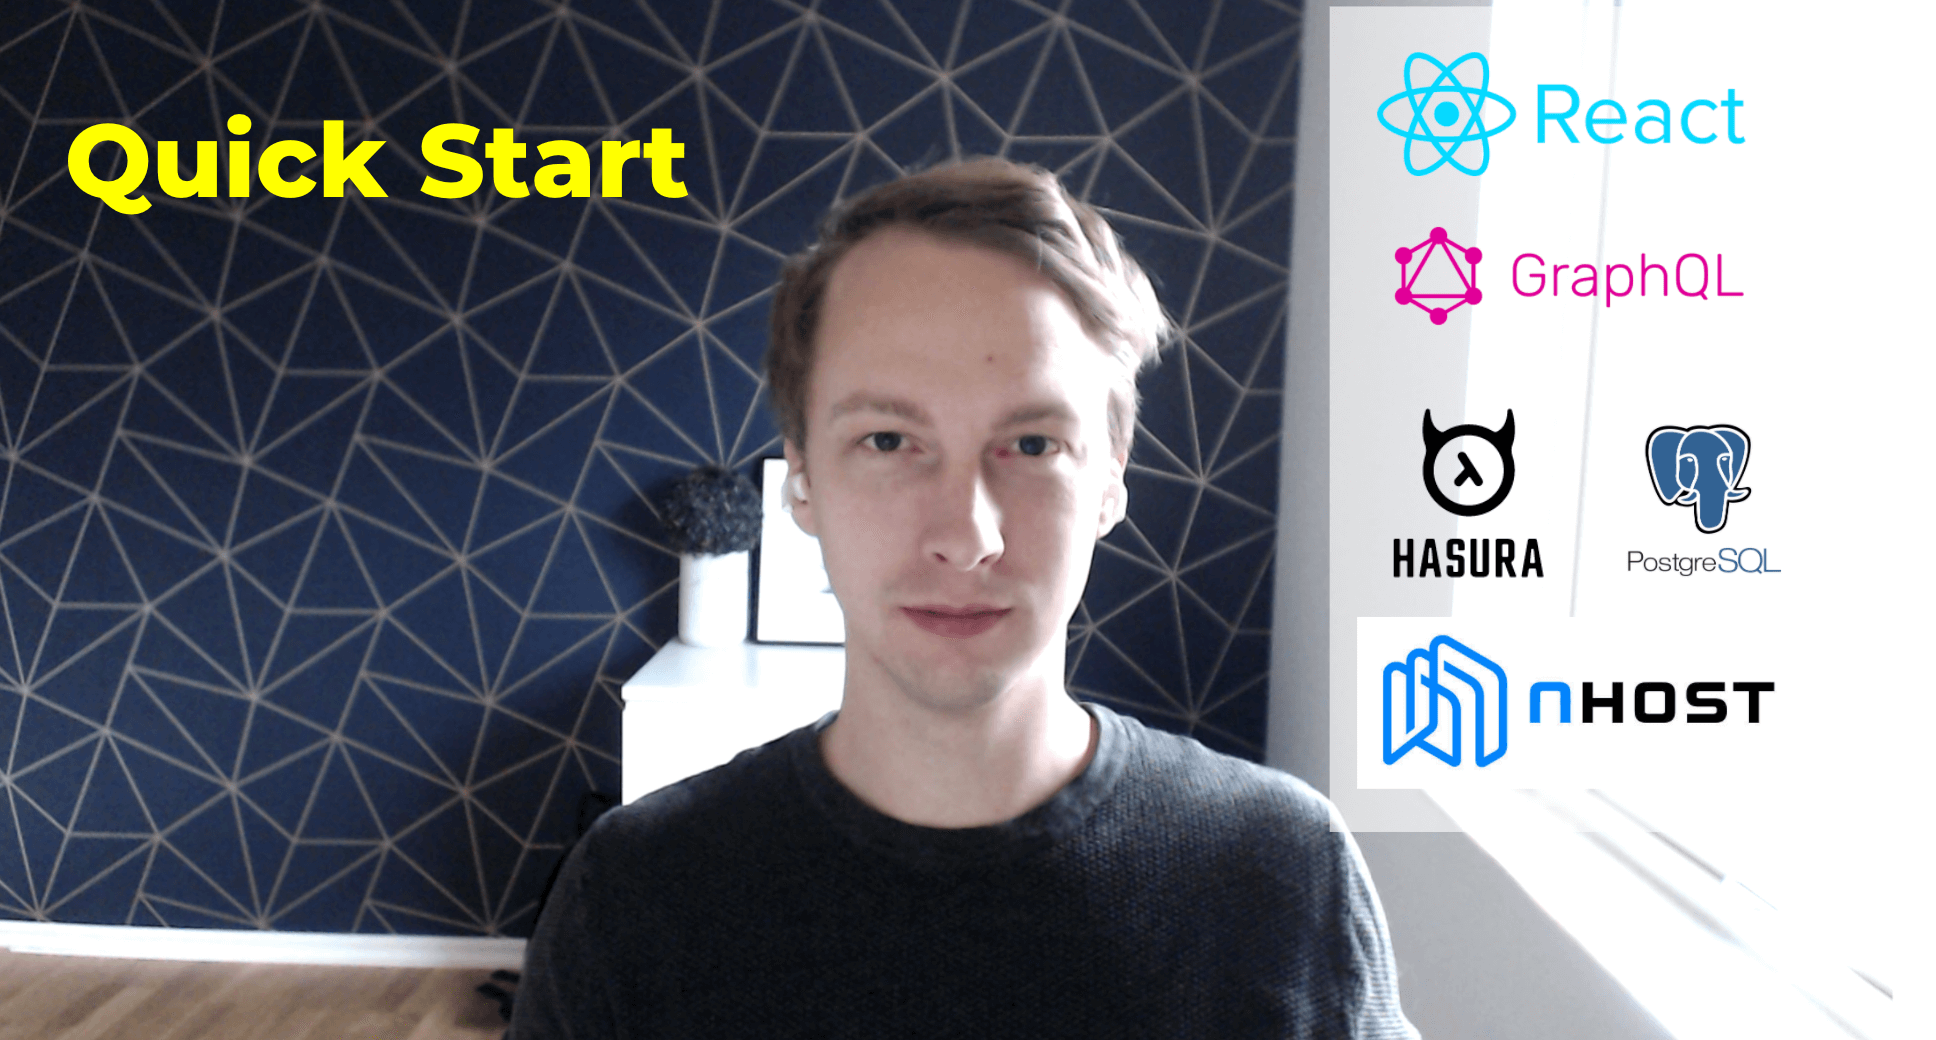 Quick Start
React
GraphQL
HASURA
PostgreSQL
nHOST